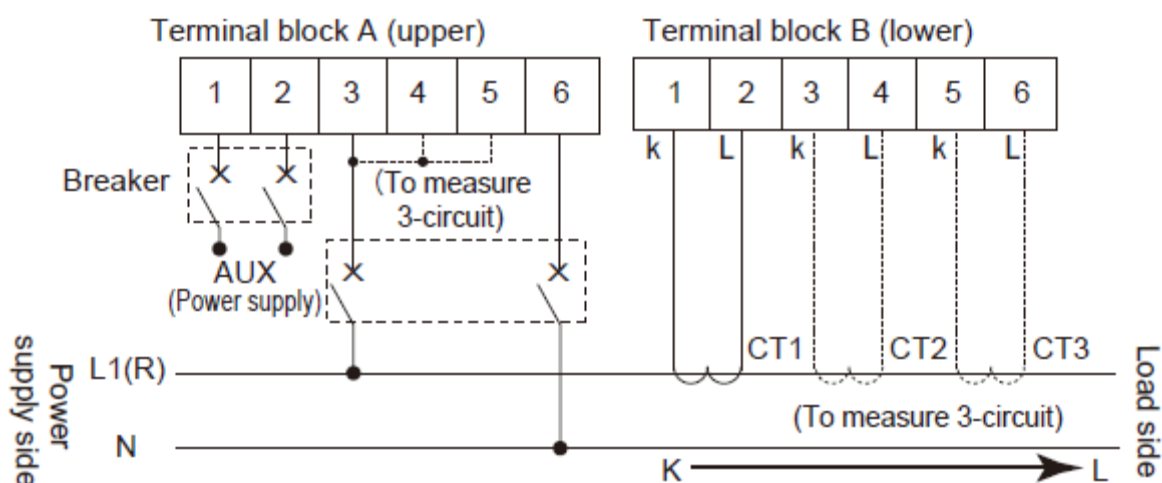 Terminal block A (upper)
Terminal block B (lower)
1 2 3 4 5 6
1 2 3 4 5 6
k L k L k L
Breaker
(To measure
3-circuit)
AUX
(Power supply)
CT1 CT2 CT3
L1(R)
(To measure 3-circuit)
N
K L
Power
supply side
Load side